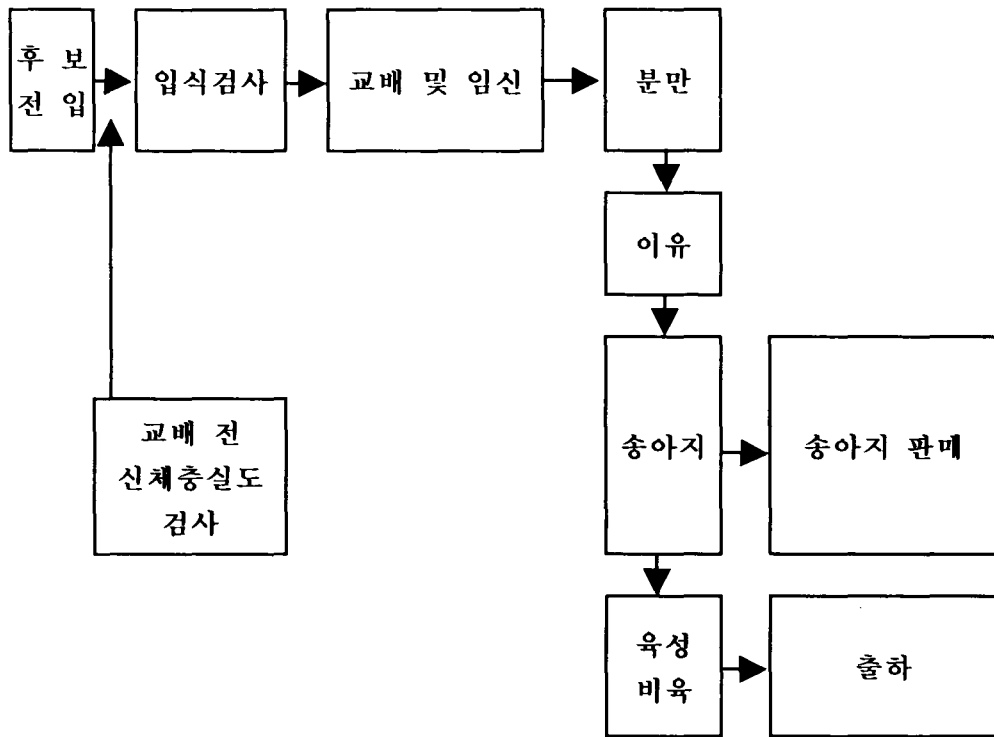 후 보
전 입
입식검사
교배 및 임신
분만
이유
송아지
송아지 판매
교배 전
신체충실도
검사
육성
비육
출하